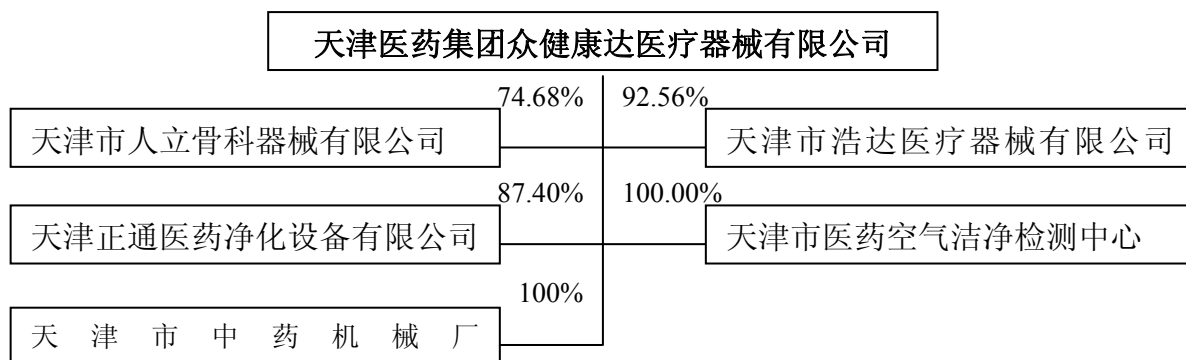 天津医药集团众健康达医疗器械有限公司
74.68% 92.56%
天津市人立骨科器械有限公司 天津市浩达医疗器械有限公司
87.40% 100.00%
天津正通医药净化设备有限公司 天津市医药空气洁净检测中心
100%
天津市中药机械厂